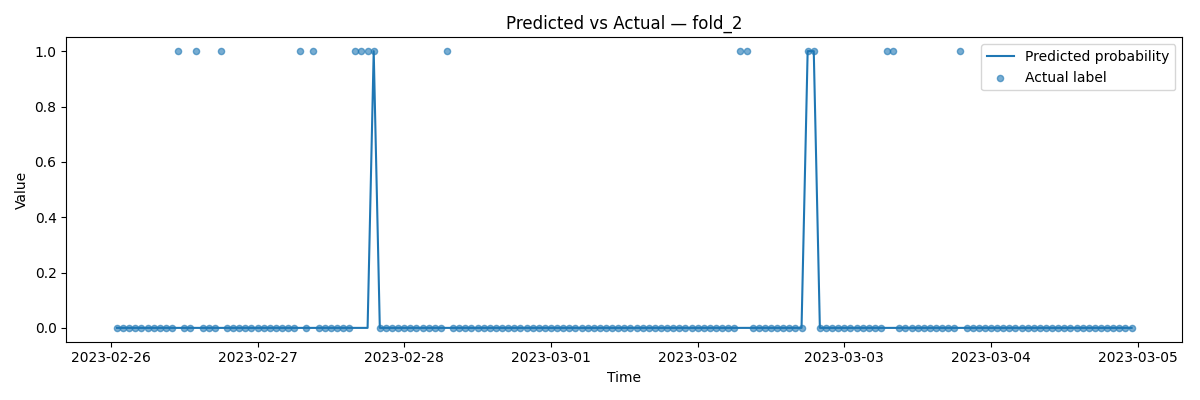 Predicted vs Actual — fold_2
Value
1.0
0.8
0.6
0.4
0.2
0.0
Predicted probability
Actual label
2023-02-26
2023-02-27
2023-02-28
2023-03-01
2023-03-02
2023-03-03
2023-03-04
2023-03-05
Time